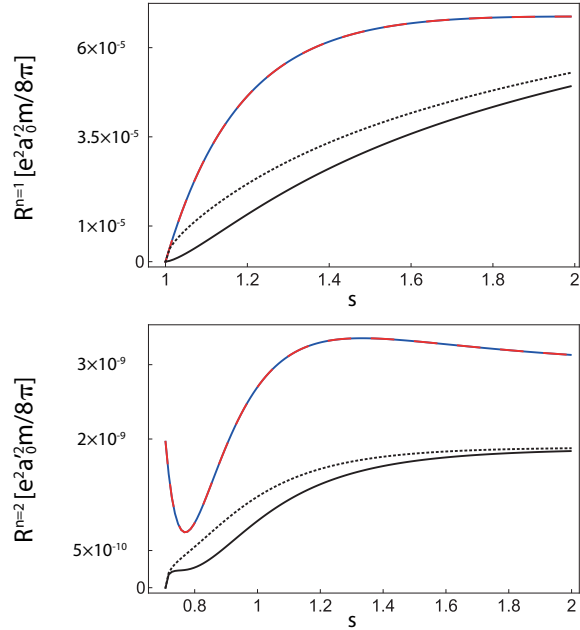 R^{n=1} [e²a'₀²m/8π]
6×10⁻⁵
3.5×10⁻⁵
1×10⁻⁵
0
1 1.2 1.4 1.6 1.8 2
s
R^{n=2} [e²a'₀²m/8π]
3×10⁻⁹
2×10⁻⁹
5×10⁻¹⁰
0
0.8 1 1.2 1.4 1.6 1.8 2
s